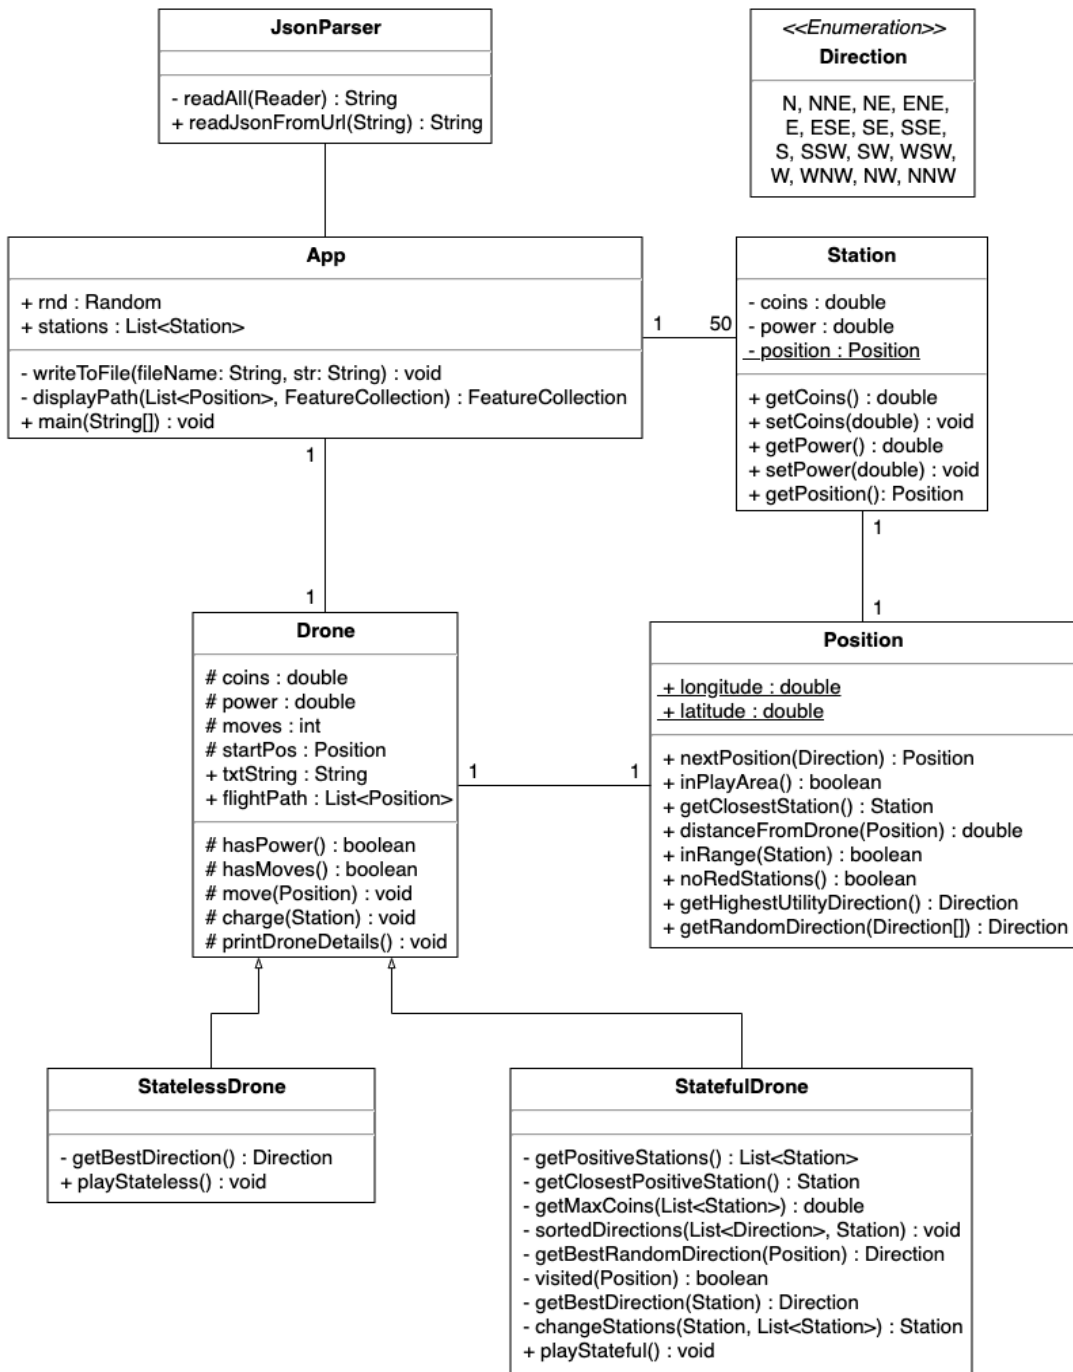 JsonParser
- readAll(Reader) : String
+ readJsonFromUrl(String) : String
<<Enumeration>>
Direction
N, NNE, NE, ENE,
E, ESE, SE, SSE,
S, SSW, SW, WSW,
W, WNW, NW, NNW
App
+ rnd : Random
+ stations : List<Station>
- writeToFile(fileName: String, str: String) : void
- displayPath(List<Position>, FeatureCollection) : FeatureCollection
+ main(String[]) : void
1
50
Station
- coins : double
- power : double
- position : Position
+ getCoins() : double
+ setCoins(double) : void
+ getPower() : double
+ setPower(double) : void
+ getPosition(): Position
1
1
1
1
Drone
# coins : double
# power : double
# moves : int
# startPos : Position
+ txtString : String
+ flightPath : List<Position>
# hasPower() : boolean
# hasMoves() : boolean
# move(Position) : void
# charge(Station) : void
# printDroneDetails() : void
1
1
Position
+ longitude : double
+ latitude : double
+ nextPosition(Direction) : Position
+ inPlayArea() : boolean
+ getClosestStation() : Station
+ distanceFromDrone(Position) : double
+ inRange(Station) : boolean
+ noRedStations() : boolean
+ getHighestUtilityDirection() : Direction
+ getRandomDirection(Direction[]) : Direction
StatelessDrone
- getBestDirection() : Direction
+ playStateless() : void
StatefulDrone
- getPositiveStations() : List<Station>
- getClosestPositiveStation() : Station
- getMaxCoins(List<Station>) : double
- sortedDirections(List<Direction>, Station) : void
- getBestRandomDirection(Position) : Direction
- visited(Position) : boolean
- getBestDirection(Station) : Direction
- changeStations(Station, List<Station>) : Station
+ playStateful() : void